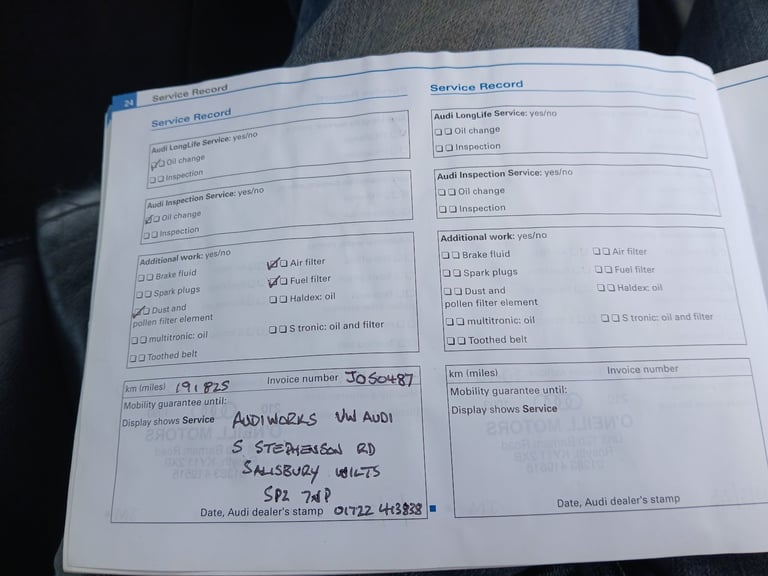 24 Service Record
Service Record
Audi LongLife Service: yes/no
Oil change
Inspection
Audi Inspection Service: yes/no
Oil change
Inspection
Additional work: yes/no
Brake fluid Air filter
Spark plugs Fuel filter
Dust and Haldex: oil
pollen filter element
multitronic: oil S tronic: oil and filter
Toothed belt
km (miles) 191825 Invoice number JO50487
Mobility guarantee until:
Display shows Service AUDIWORKS VW AUDI
5 STEPHENSON RD
SALISBURY WILTS
SP2 7NP
Date, Audi dealer's stamp 01722 413838
Service Record
Audi LongLife Service: yes/no
Oil change
Inspection
Audi Inspection Service: yes/no
Oil change
Inspection
Additional work: yes/no
Brake fluid Air filter
Spark plugs Fuel filter
Dust and Haldex: oil
pollen filter element
multitronic: oil S tronic: oil and filter
Toothed belt
km (miles) Invoice number
Mobility guarantee until:
Display shows Service
Date, Audi dealer's stamp